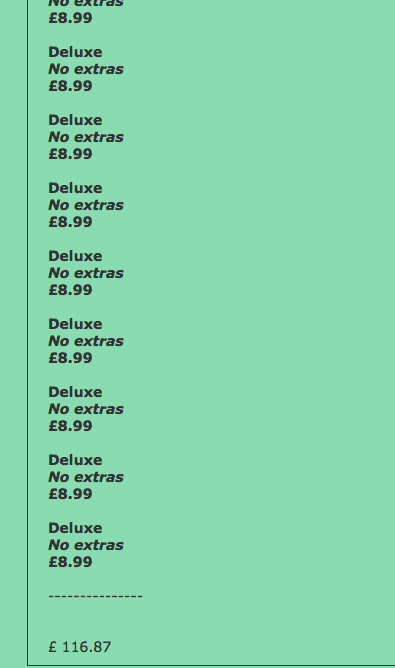 No extras
£8.99
Deluxe
No extras
£8.99
Deluxe
No extras
£8.99
Deluxe
No extras
£8.99
Deluxe
No extras
£8.99
Deluxe
No extras
£8.99
Deluxe
No extras
£8.99
Deluxe
No extras
£8.99
Deluxe
No extras
£8.99
---------------
£ 116.87